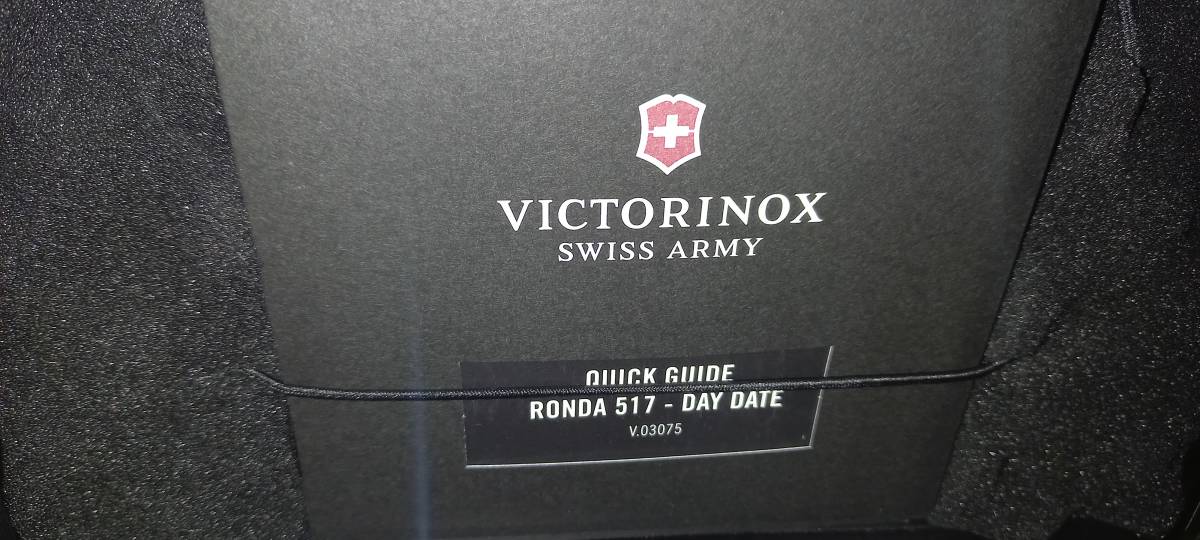 VICTORINOX
SWISS ARMY
QUICK GUIDE
RONDA 517 - DAY DATE
V.03075